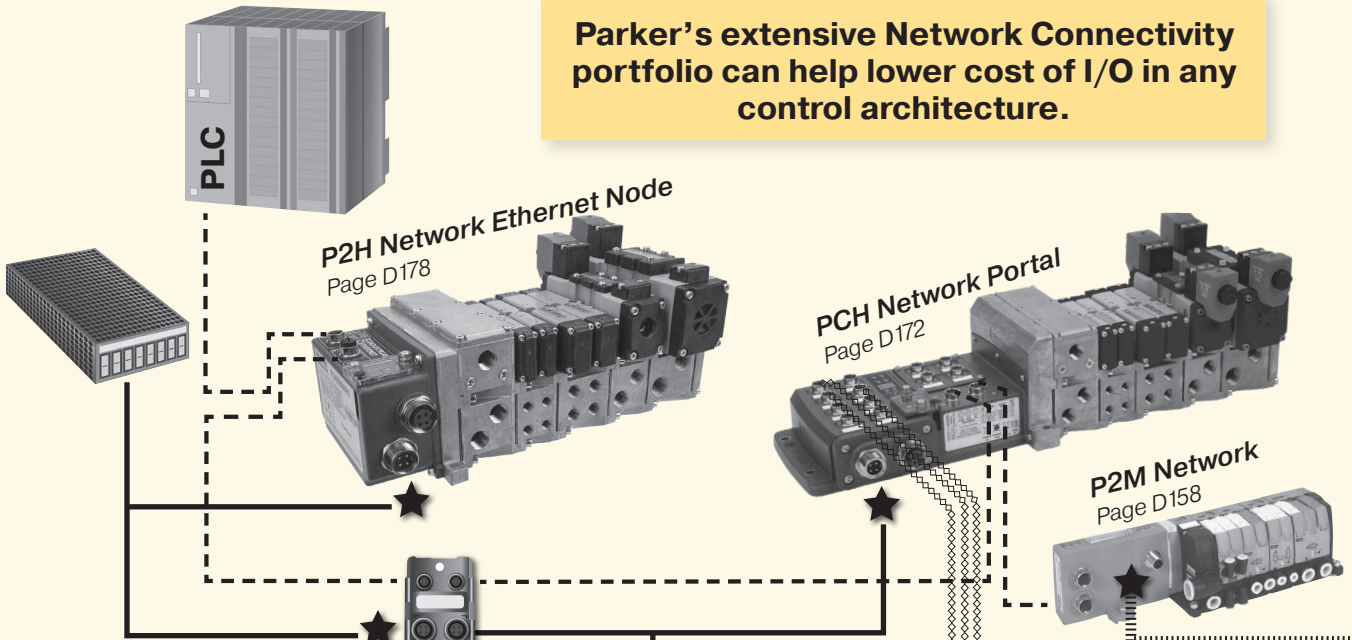 Parker's extensive Network Connectivity
portfolio can help lower cost of I/O in any
control architecture.
PLC
P2H Network Ethernet Node
Page D178
PCH Network Portal
Page D172
P2M Network
Page D158